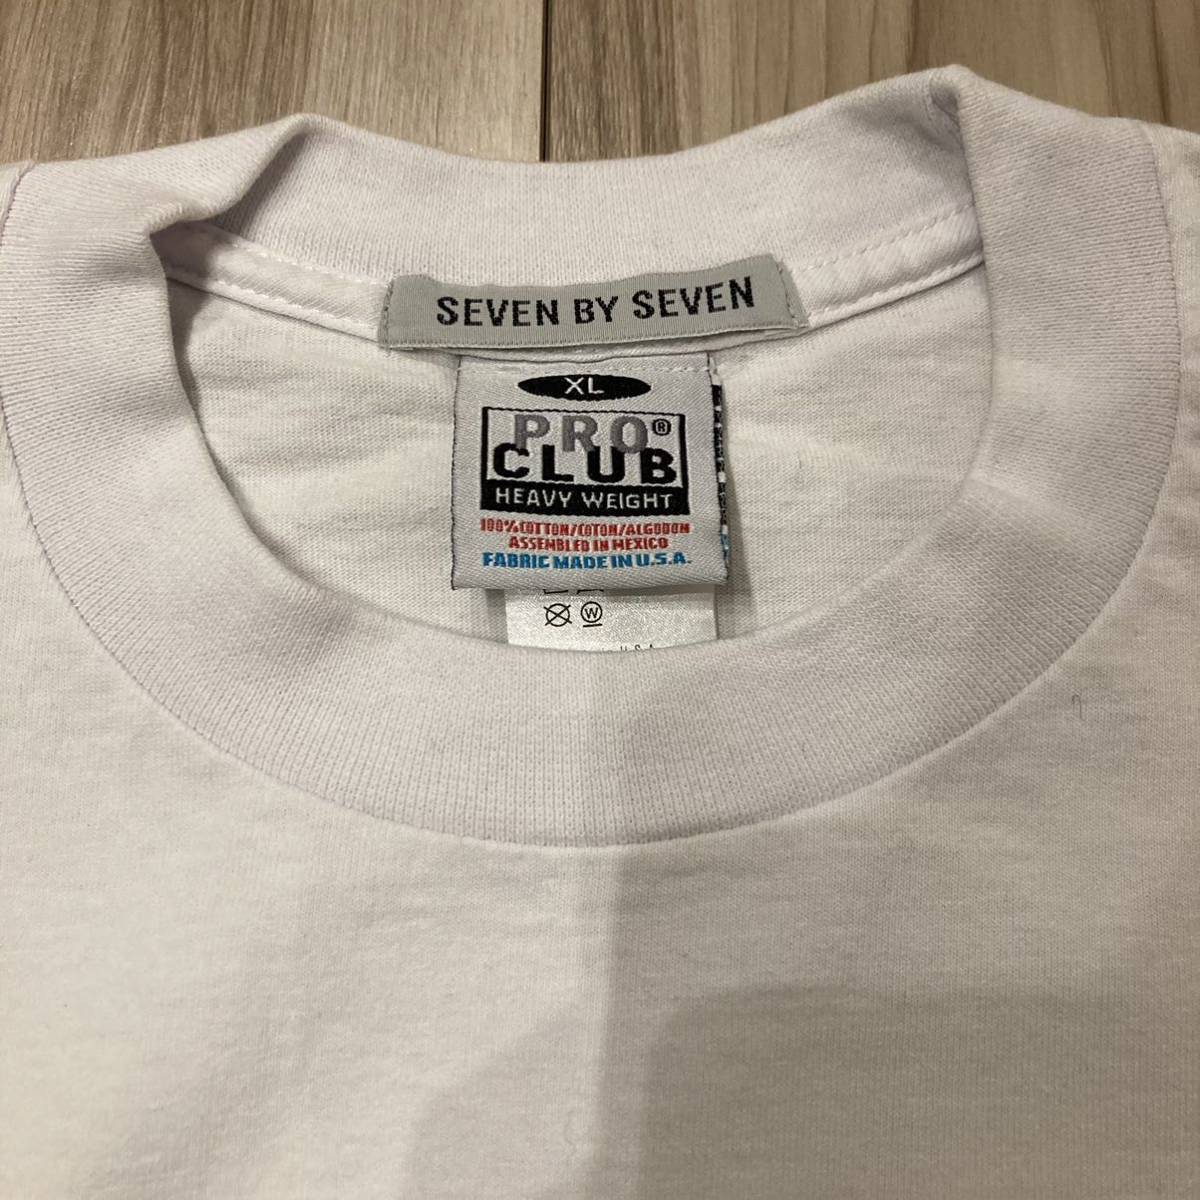 SEVEN BY SEVEN
XL
PRO®
CLUB
HEAVY WEIGHT
100%COTTON/COTON/ALGODON
ASSEMBLED IN MEXICO
FABRIC MADE IN U.S.A.
W
U.S.A